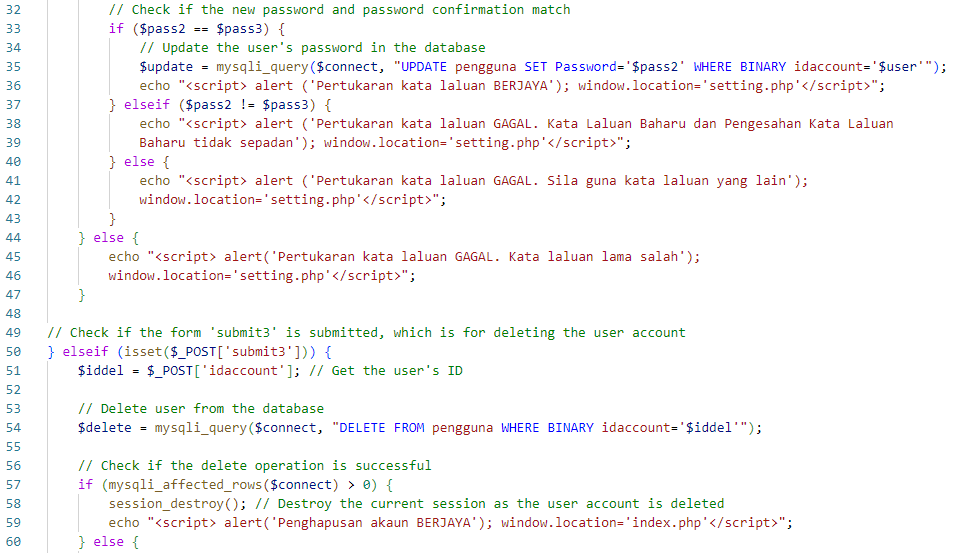 32 // Check if the new password and password confirmation match
33 if ($pass2 == $pass3) {
34 // Update the user's password in the database
35 $update = mysqli_query($connect, "UPDATE pengguna SET Password='$pass2' WHERE BINARY idaccount='$user'");
36 echo "<script> alert ('Pertukaran kata laluan BERJAYA'); window.location='setting.php'</script>";
37 } elseif ($pass2 != $pass3) {
38 echo "<script> alert ('Pertukaran kata laluan GAGAL. Kata Laluan Baharu dan Pengesahan Kata Laluan
39 Baharu tidak sepadan'); window.location='setting.php'</script>";
40 } else {
41 echo "<script> alert ('Pertukaran kata laluan GAGAL. Sila guna kata laluan yang lain');
42 window.location='setting.php'</script>";
43 }
44 } else {
45 echo "<script> alert('Pertukaran kata laluan GAGAL. Kata laluan lama salah');
46 window.location='setting.php'</script>";
47 }
48
49 // Check if the form 'submit3' is submitted, which is for deleting the user account
50 } elseif (isset($_POST['submit3'])) {
51 $iddel = $_POST['idaccount']; // Get the user's ID
52
53 // Delete user from the database
54 $delete = mysqli_query($connect, "DELETE FROM pengguna WHERE BINARY idaccount='$iddel'");
55
56 // Check if the delete operation is successful
57 if (mysqli_affected_rows($connect) > 0) {
58 session_destroy(); // Destroy the current session as the user account is deleted
59 echo "<script> alert('Penghapusan akaun BERJAYA'); window.location='index.php'</script>";
60 } else {